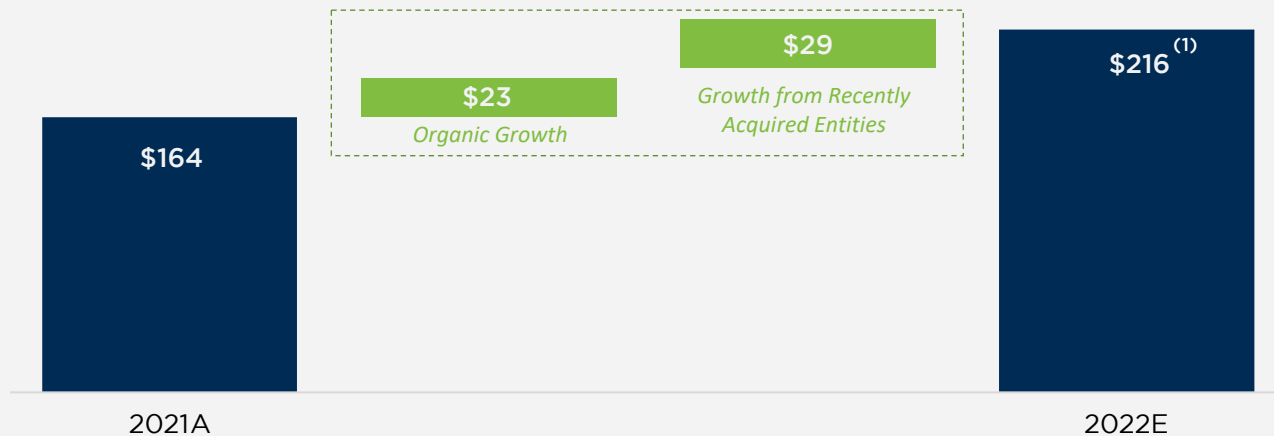 $29
$216 (1)
$23
Growth from Recently
Acquired Entities
Organic Growth
$164
2021A
2022E